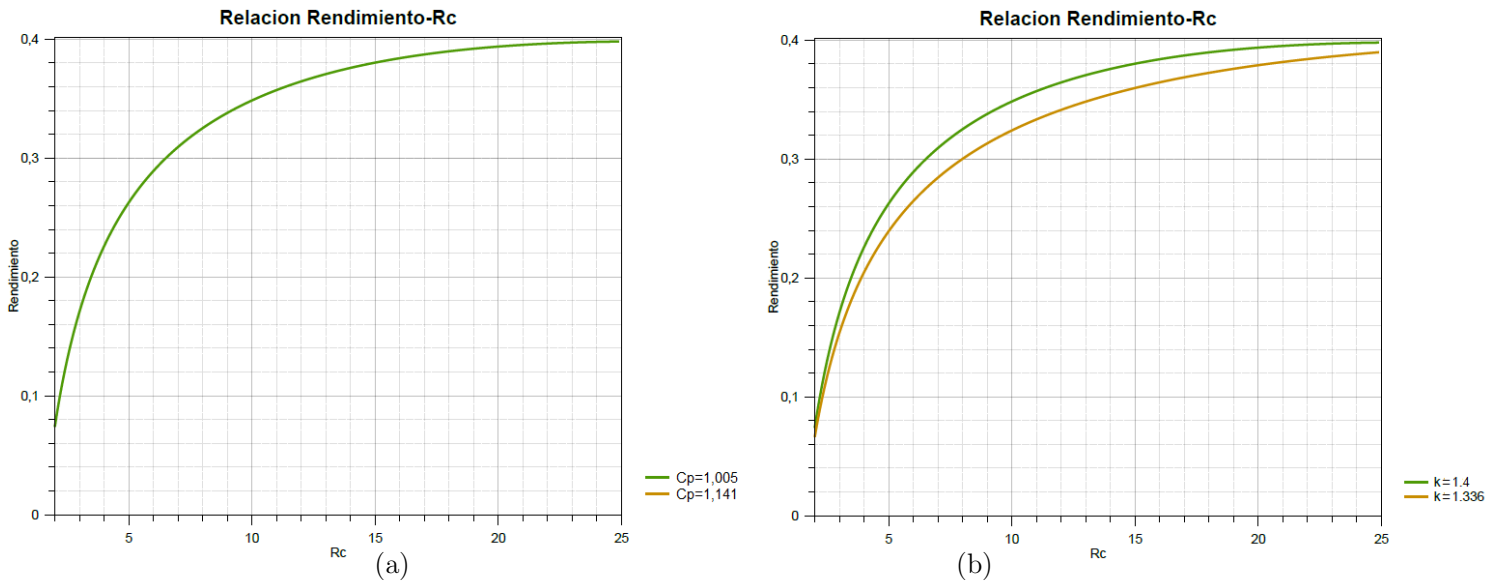 Relacion Rendimiento-Rc
0,4
0,3
0,2
0,1
0
Rendimiento
5
10
15
20
25
Rc
Cp=1,005
Cp=1,141
(a)
Relacion Rendimiento-Rc
0,4
0,3
0,2
0,1
0
Rendimiento
5
10
15
20
25
Rc
k=1.4
k=1.336
(b)